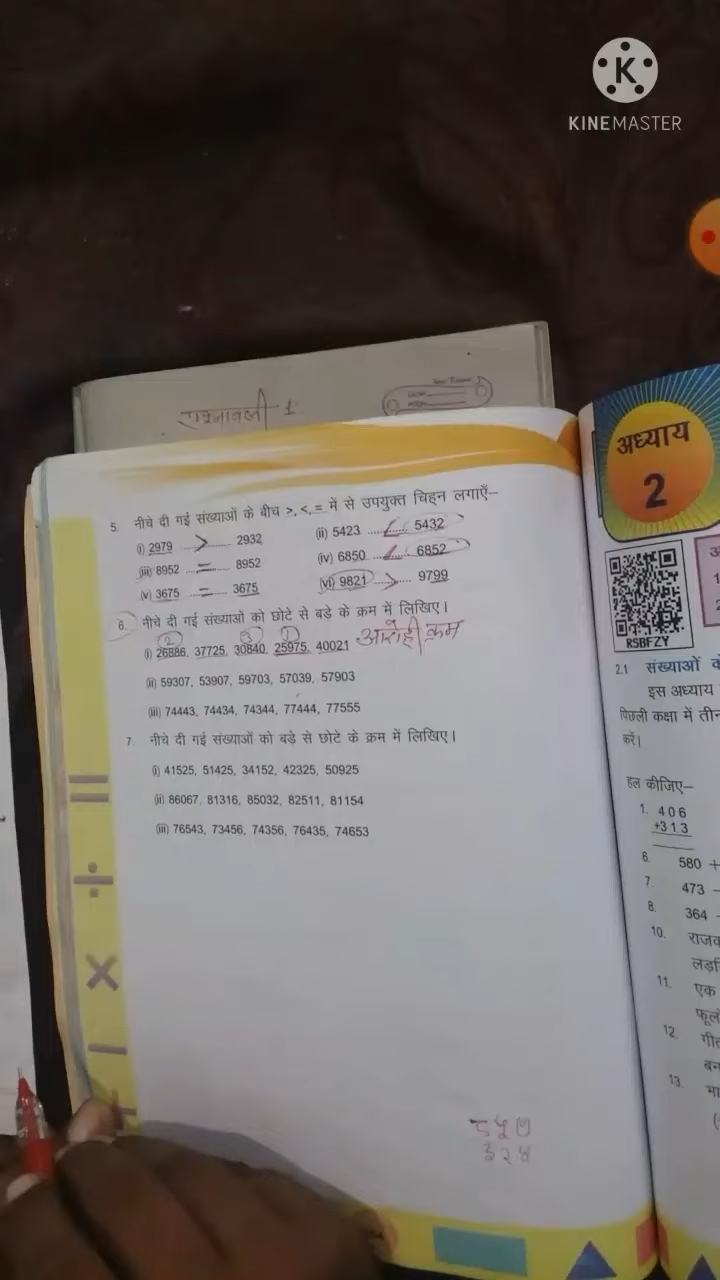 KINEMASTER
5. नीचे दी गई संख्याओं के बीच >, <, = में से उपयुक्त चिह्न लगाएँ–
(i) 2979 > 2932 (ii) 5423 < 5432
(iii) 8952 = 8952 (iv) 6850 < 6852
(v) 3675 = 3675 (vi) 9821 > 9799
6. नीचे दी गई संख्याओं को छोटे से बड़े के क्रम में लिखिए।
2 3 1
(i) 26886, 37725, 30840, 25975, 40021 आरोही क्रम
(ii) 59307, 53907, 59703, 57039, 57903
(iii) 74443, 74434, 74344, 77444, 77555
7. नीचे दी गई संख्याओं को बड़े से छोटे के क्रम में लिखिए।
(i) 41525, 51425, 34152, 42325, 50925
(ii) 86067, 81316, 85032, 82511, 81154
(iii) 76543, 73456, 74356, 76435, 74653
अध्याय
2
RSBFZY
2.1 संख्याओं
इस अध्याय
पिछली कक्षा में तीन
करें।
हल कीजिए–
1. 406
+313
6. 580 +
7. 473 –
8. 364 -
10.
11. एक
12.
13.